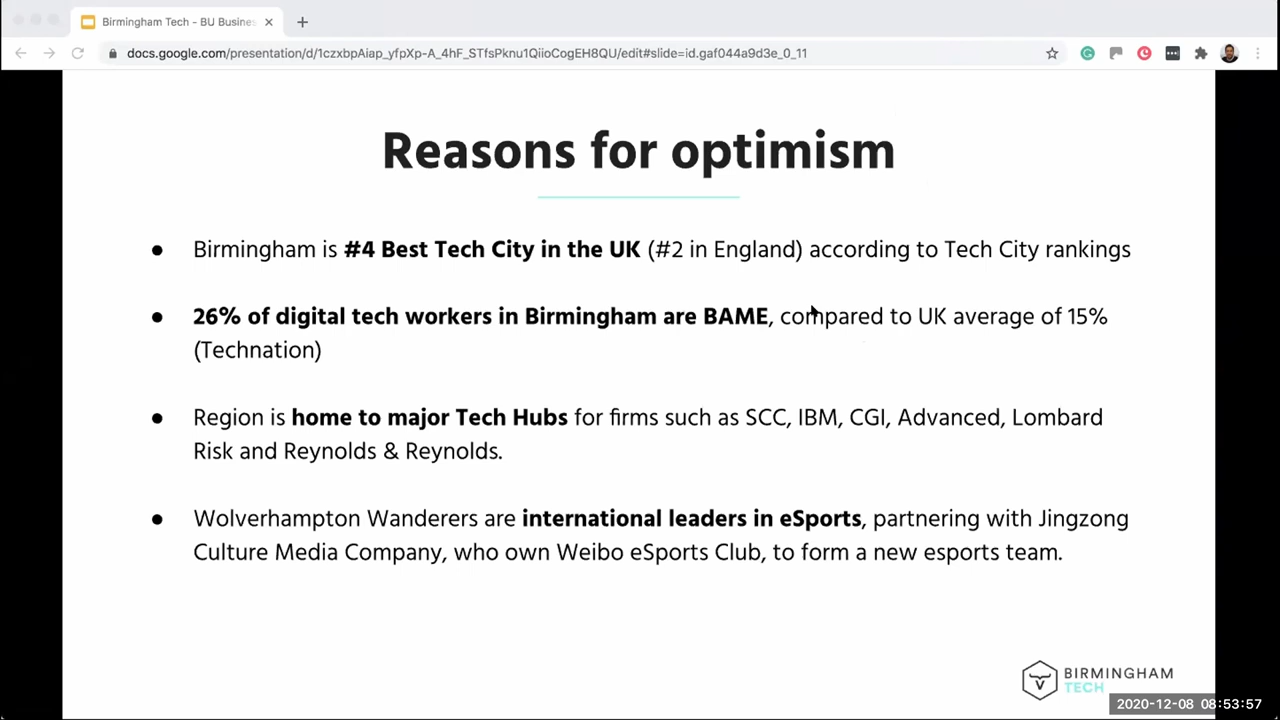 Birmingham Tech - BU Busines
docs.google.com/presentation/d/1czxbpAiap_yfpXp-A_4hF_STfsPknu1QiioCogEH8QU/edit#slide=id.gaf044a9d3e_0_11
Reasons for optimism
● Birmingham is #4 Best Tech City in the UK (#2 in England) according to Tech City rankings
● 26% of digital tech workers in Birmingham are BAME, compared to UK average of 15%
(Technation)
● Region is home to major Tech Hubs for firms such as SCC, IBM, CGI, Advanced, Lombard
Risk and Reynolds & Reynolds.
● Wolverhampton Wanderers are international leaders in eSports, partnering with Jingzong
Culture Media Company, who own Weibo eSports Club, to form a new esports team.
BIRMINGHAM
TECH
2020-12-08 08:53:57